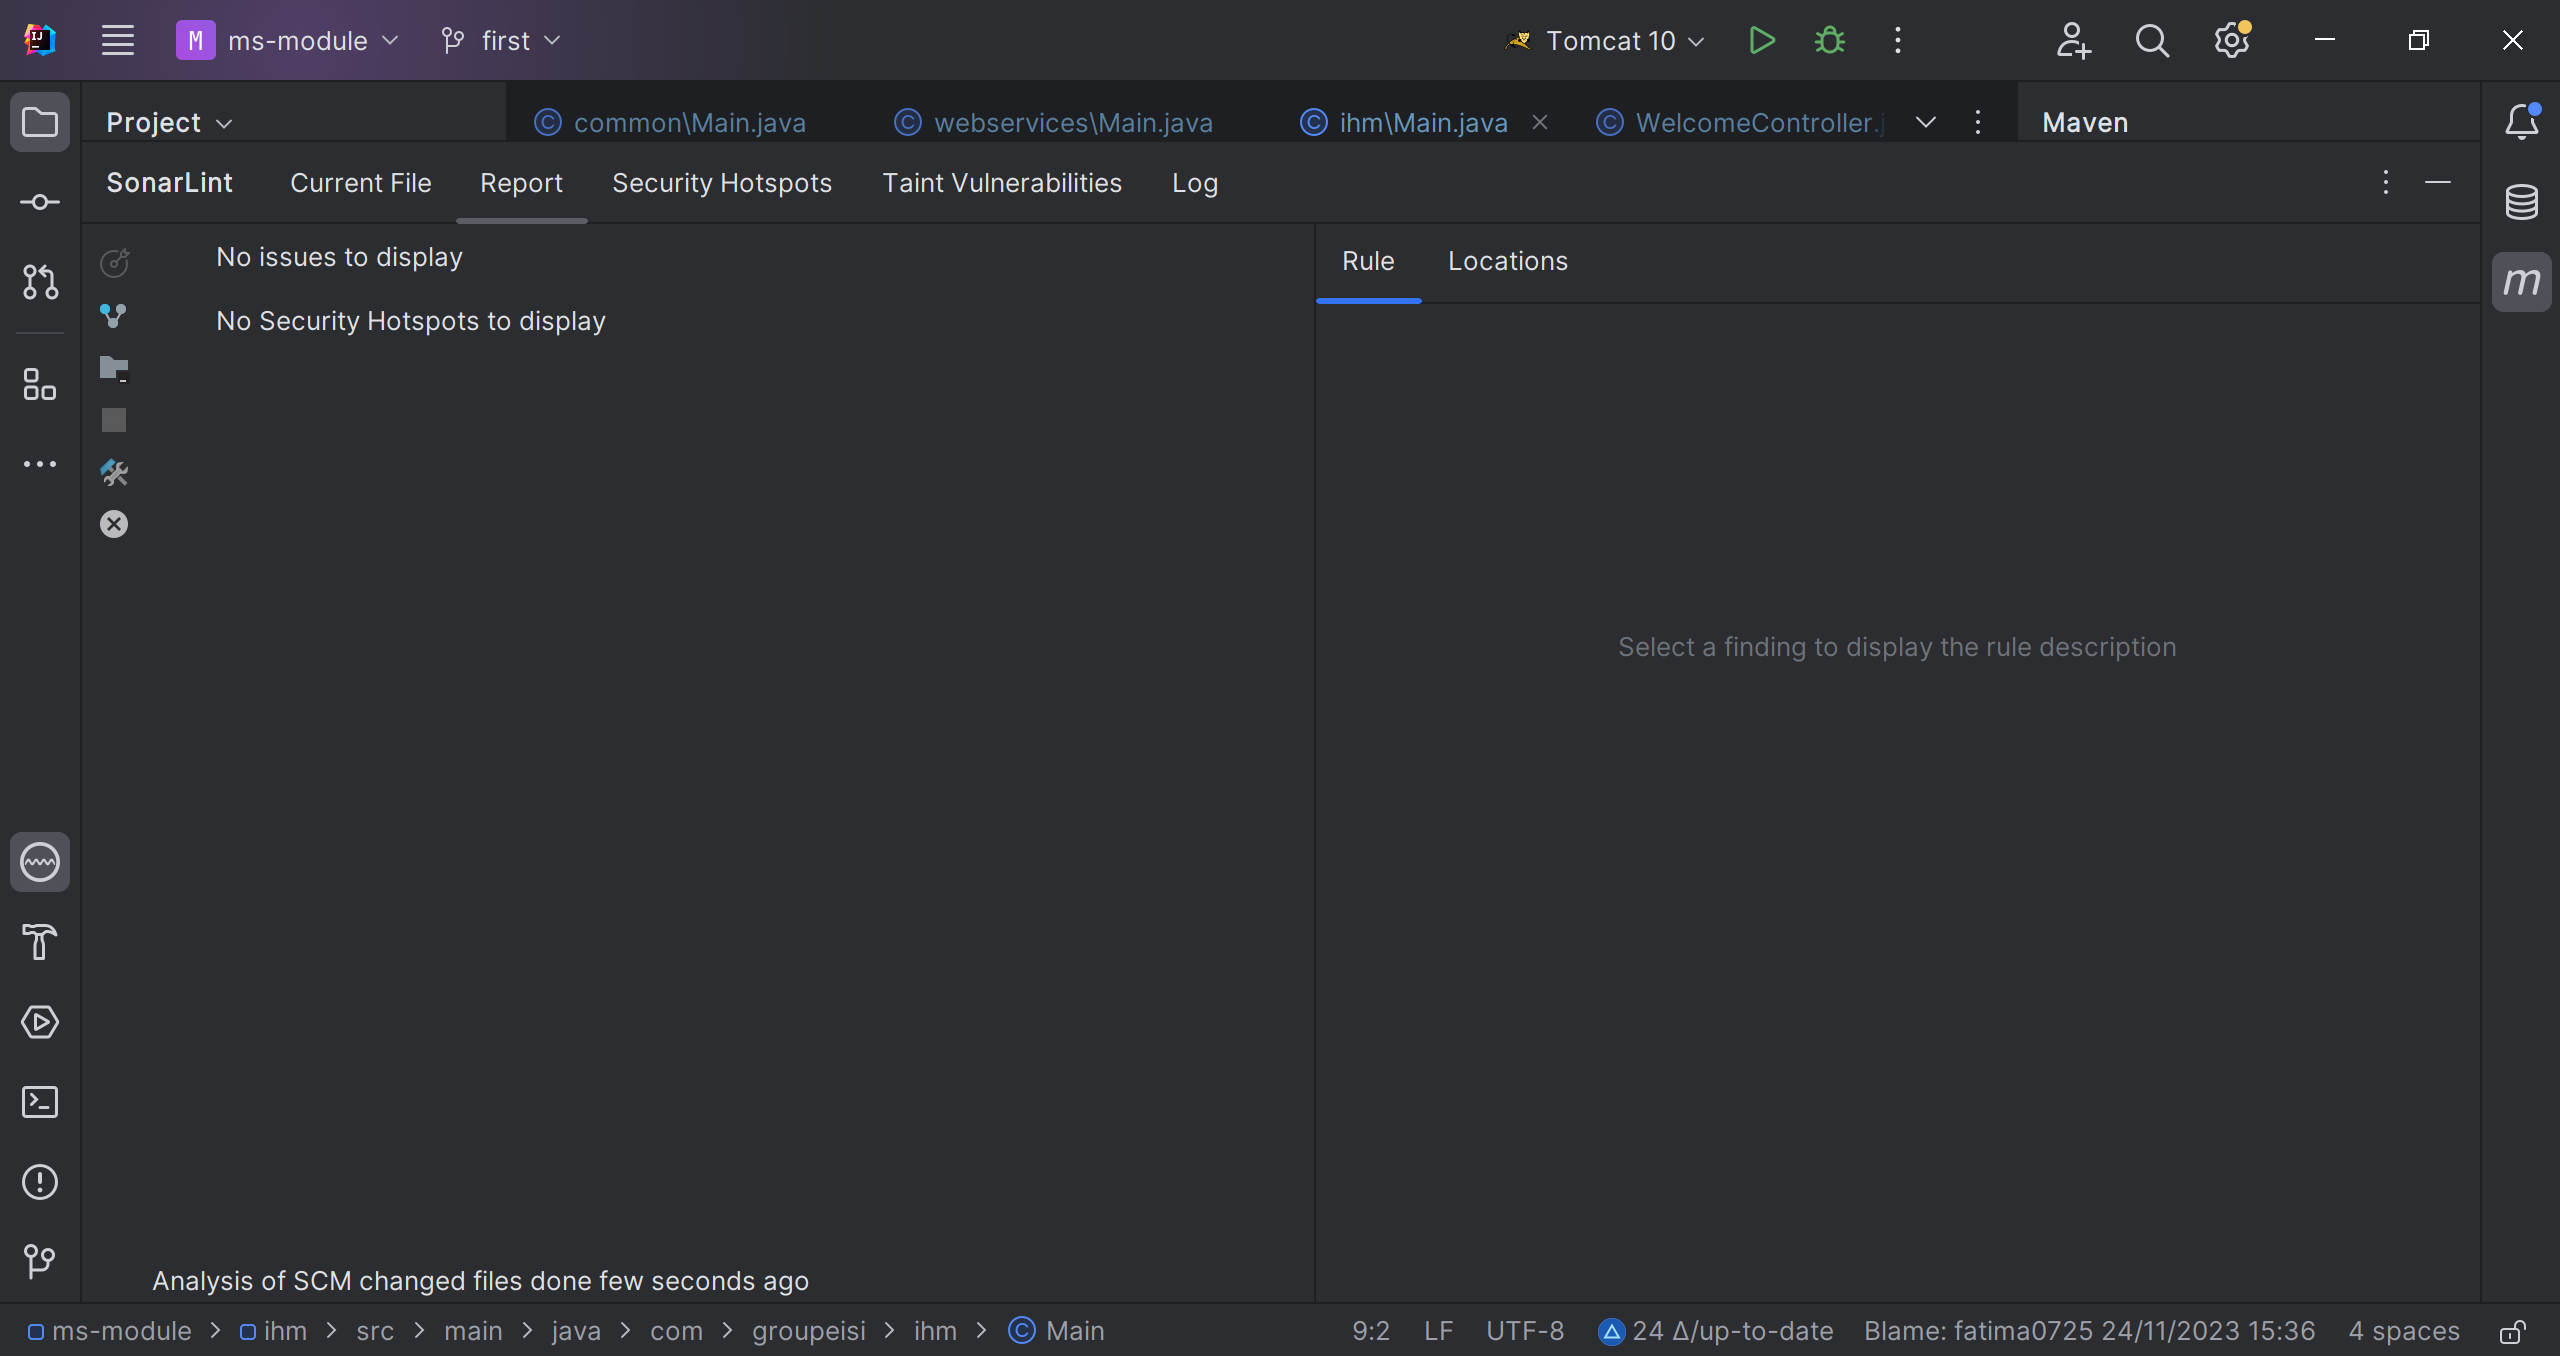 M ms-module first Tomcat 10
Project common\Main.java webservices\Main.java ihm\Main.java WelcomeController.j Maven
SonarLint Current File Report Security Hotspots Taint Vulnerabilities Log
No issues to display
Rule Locations
No Security Hotspots to display
Select a finding to display the rule description
Analysis of SCM changed files done few seconds ago
ms-module > ihm > src > main > java > com > groupeisi > ihm > Main 9:2 LF UTF-8 24 Δ/up-to-date Blame: fatima0725 24/11/2023 15:36 4 spaces